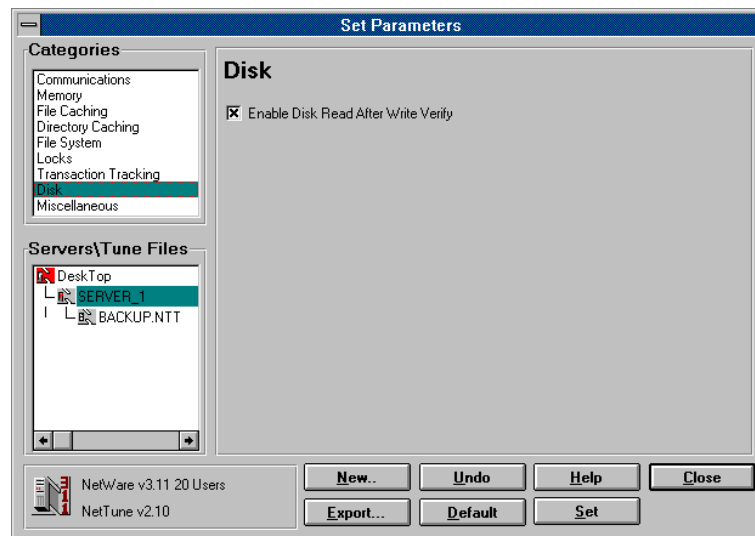 Set Parameters
Categories
Communications
Memory
File Caching
Directory Caching
File System
Locks
Transaction Tracking
Disk
Miscellaneous
Servers\Tune Files
DeskTop
SERVER_1
BACKUP.NTT
Disk
Enable Disk Read After Write Verify
NetWare v3.11 20 Users
NetTune v2.10
New..
Undo
Help
Close
Export...
Default
Set